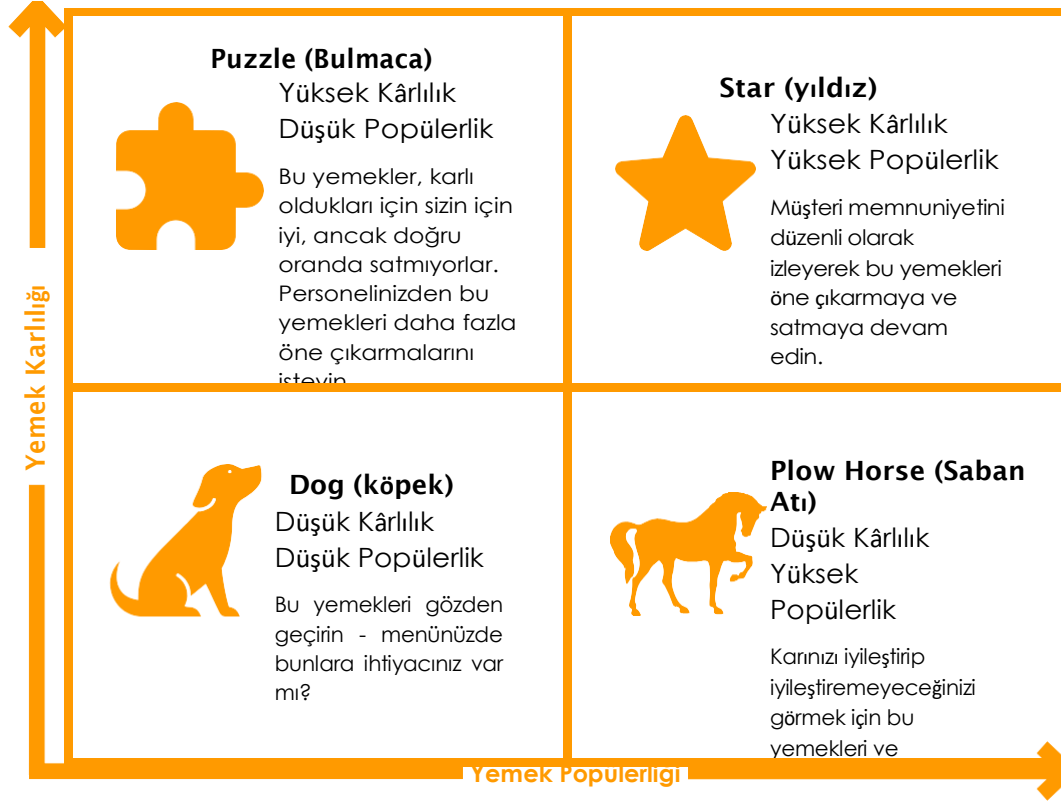 Puzzle (Bulmaca)
Yüksek Kârlılık
Düşük Popülerlik
Bu yemekler, karlı
oldukları için sizin için
iyi, ancak doğru
oranda satmıyorlar.
Personelinizden bu
yemekleri daha fazla
öne çıkarmalarını
isteyin
Star (yıldız)
Yüksek Kârlılık
Yüksek Popülerlik
Müşteri memnuniyetini
düzenli olarak
izleyerek bu yemekleri
öne çıkarmaya ve
satmaya devam
edin.
Yemek Karlılığı
Dog (köpek)
Düşük Kârlılık
Düşük Popülerlik
Bu yemekleri gözden
geçirin - menünüzde
bunlara ihtiyacınız var
mı?
Plow Horse (Saban
Atı)
Düşük Kârlılık
Yüksek
Popülerlik
Karınızı iyileştirip
iyileştiremeyeceğinizi
görmek için bu
yemekleri ve
Yemek Popülerliği